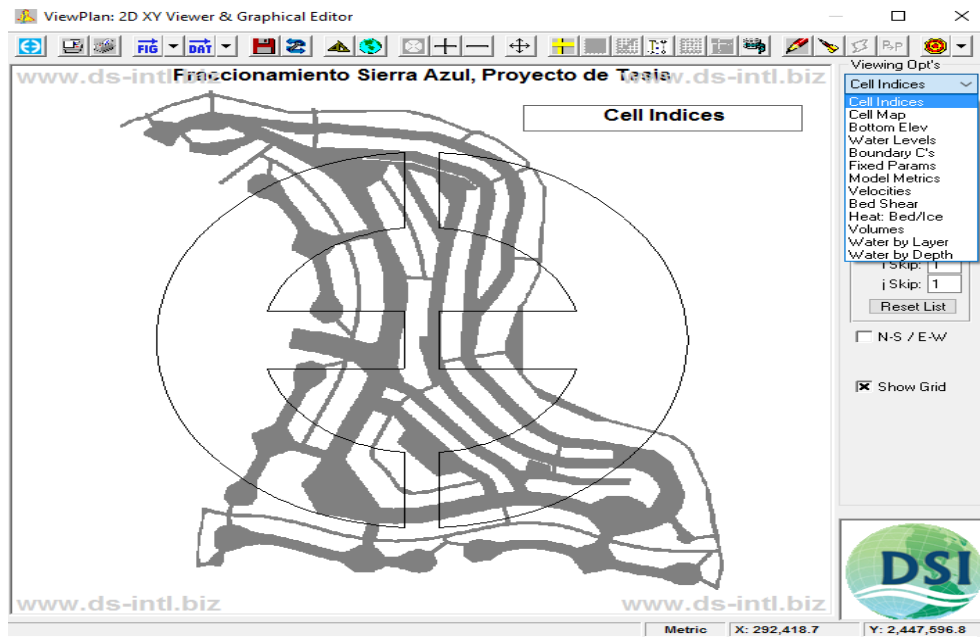 ViewPlan: 2D XY Viewer & Graphical Editor
FIG DAT
www.ds-intl.biz
www.ds-intl.biz
Fraccionamiento Sierra Azul, Proyecto de Tesis
Cell Indices
Viewing Opt's
Cell Indices
Cell Indices
Cell Map
Bottom Elev
Water Levels
Boundary C's
Fixed Params
Model Metrics
Velocities
Bed Shear
Heat: Bed/Ice
Volumes
Water by Layer
Water by Depth
i Skip: 1
j Skip: 1
Reset List
N-S / E-W
Show Grid
DSI
www.ds-intl.biz
www.ds-intl.biz
Metric X: 292,418.7 Y: 2,447,596.8